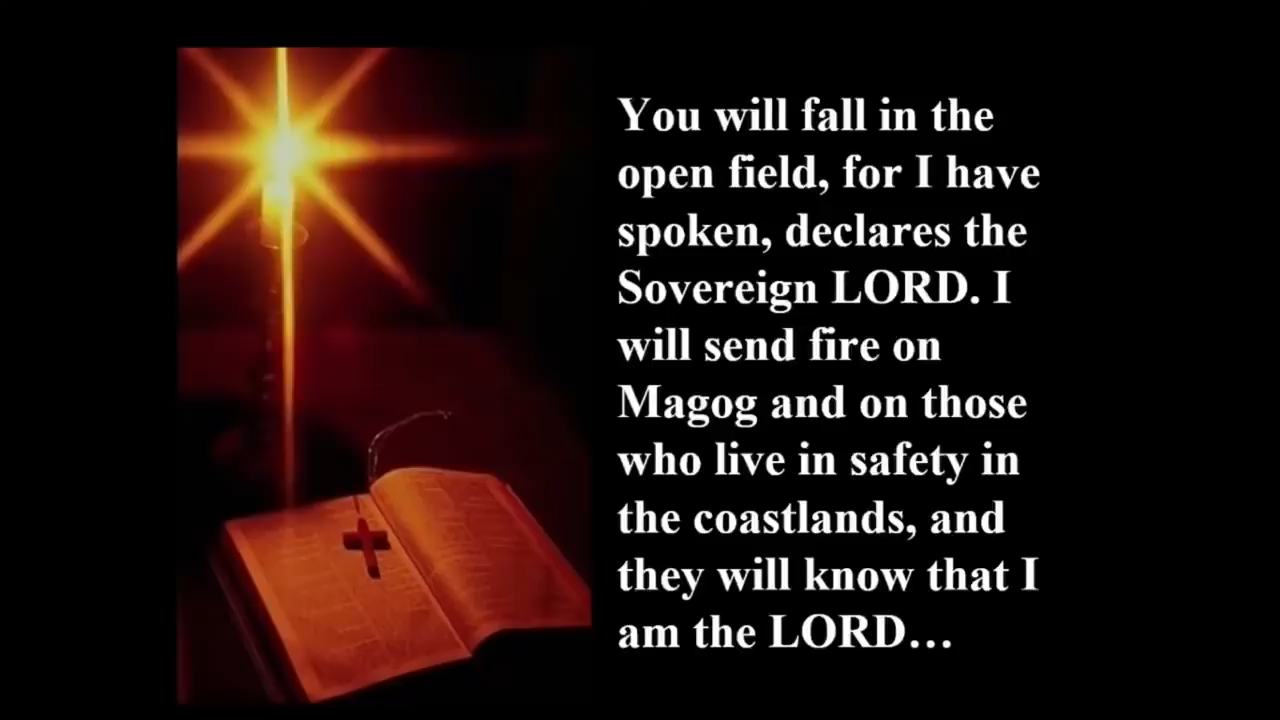 You will fall in the
open field, for I have
spoken, declares the
Sovereign LORD. I
will send fire on
Magog and on those
who live in safety in
the coastlands, and
they will know that I
am the LORD…